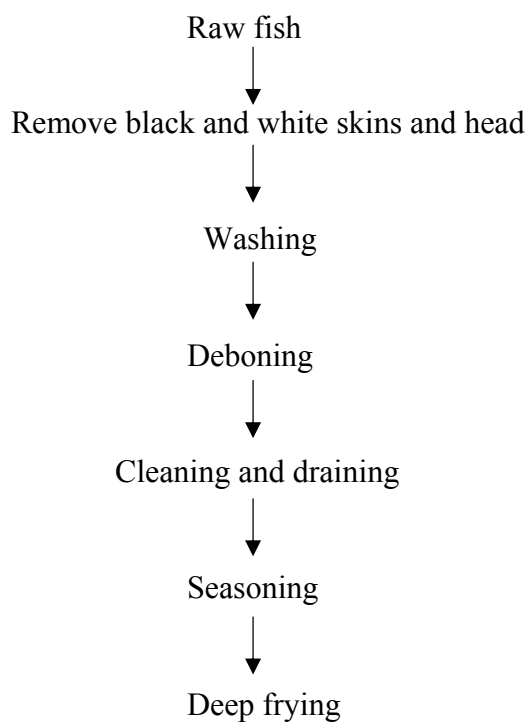 Raw fish
Remove black and white skins and head
Washing
Deboning
Cleaning and draining
Seasoning
Deep frying